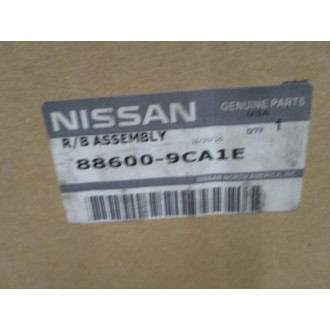 NISSAN GENUINE PARTS
USA
R/B ASSEMBLY QTY 1
88600-9CA1E
NISSAN NORTH AMERICA, INC.